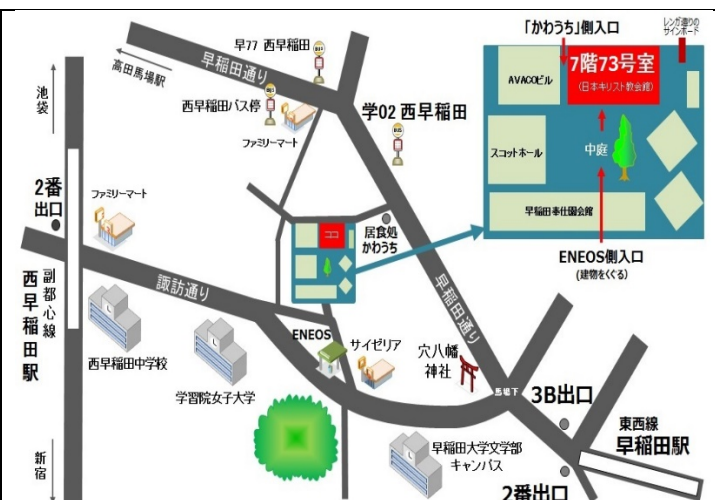 「かわうち」側入口
レンガ造りの
サインボード
早77 西早稲田
早稲田通り
高田馬場駅
7階73号室
(日本キリスト教会館)
AVACOビル
池袋
西早稲田バス停
学02 西早稲田
ファミリーマート
スコットホール
中庭
2番
出口
ファミリーマート
早稲田奉仕園会館
居食処
かわうち
ENEOS側入口
(建物をくぐる)
副都心線
西早稲田駅
諏訪通り
早稲田通り
西早稲田中学校
ENEOS
サイゼリア
穴八幡
神社
学習院女子大学
馬場下
3B出口
東西線
早稲田駅
早稲田大学文学部
キャンパス
新宿
2番出口
BUS